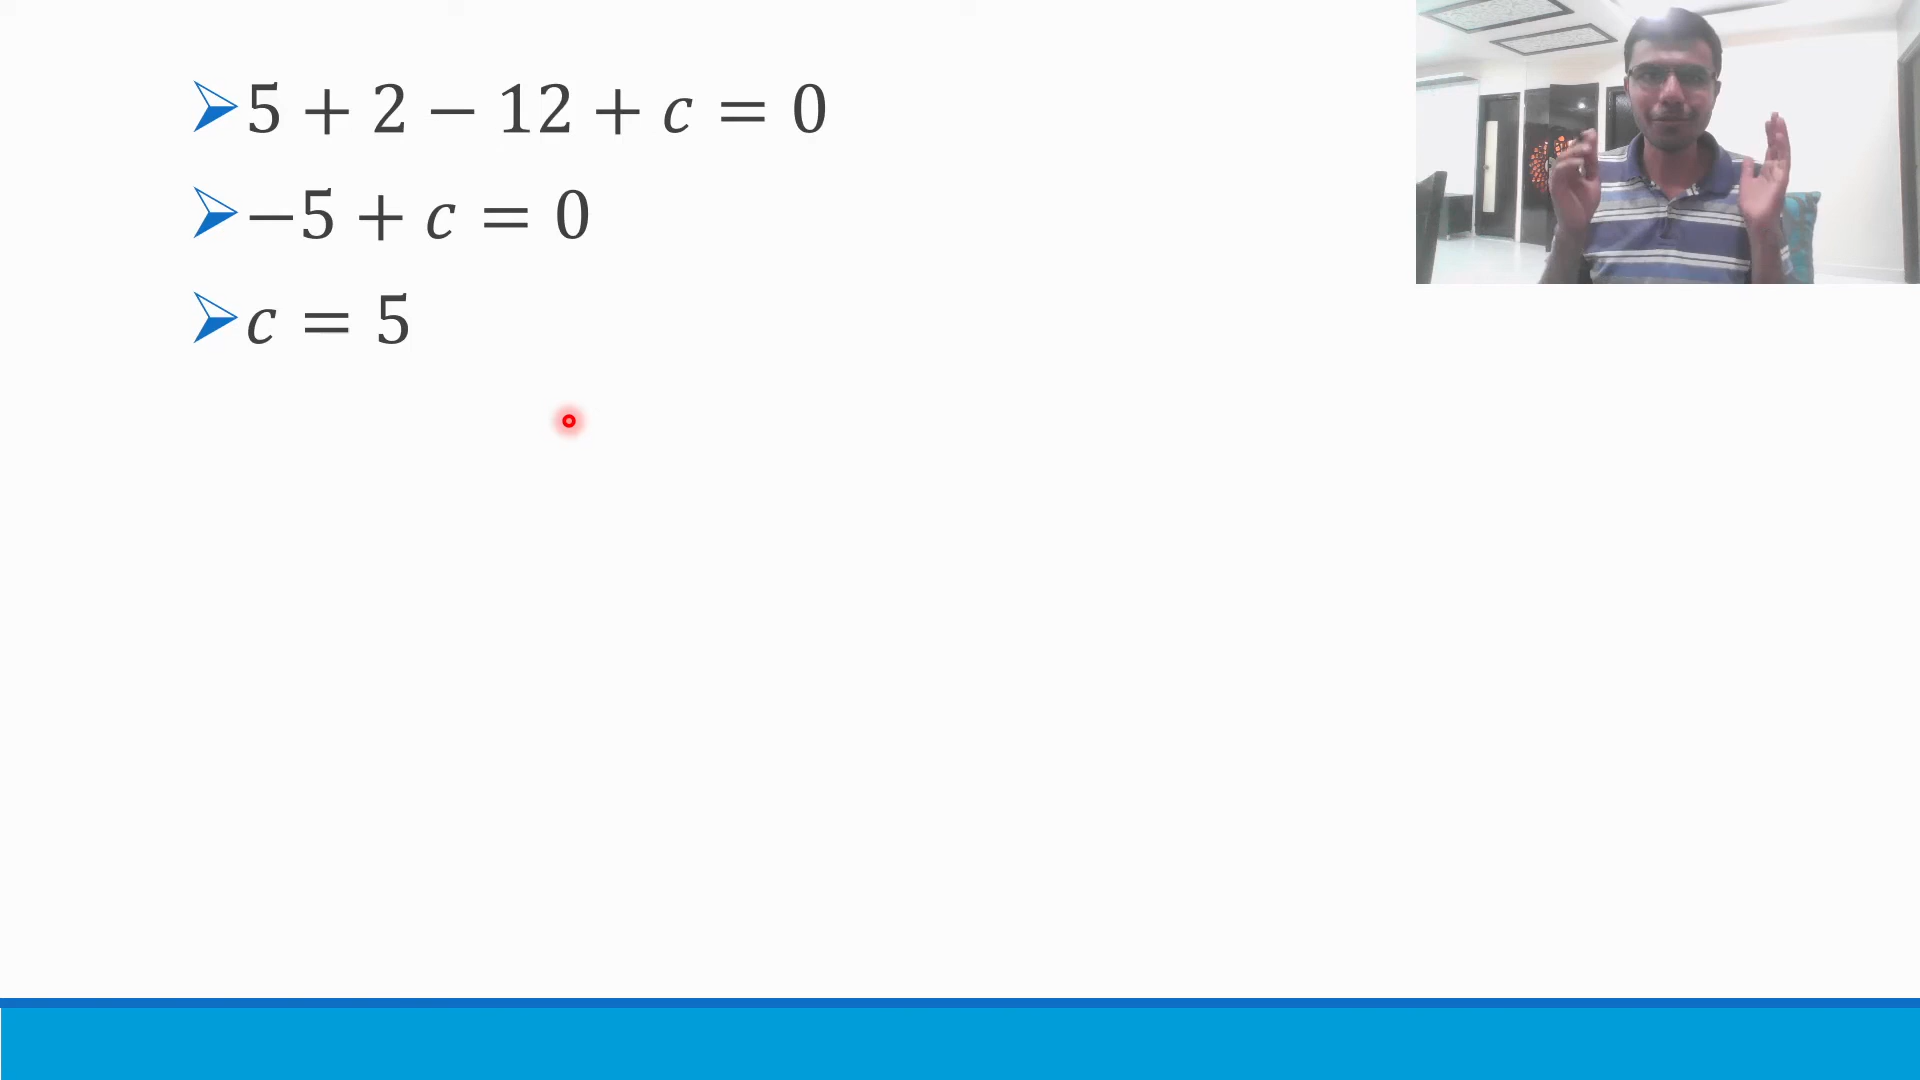 5 + 2 − 12 + c = 0
−5 + c = 0
c = 5